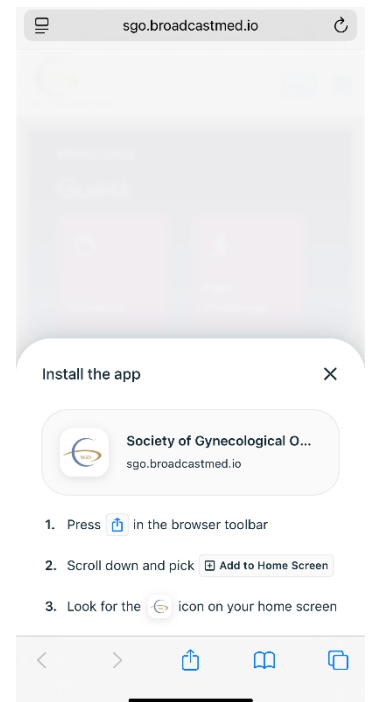 sgo.broadcastmed.io
Install the app
SGO
Society of Gynecological O...
sgo.broadcastmed.io
1. Press in the browser toolbar
2. Scroll down and pick Add to Home Screen
3. Look for the icon on your home screen